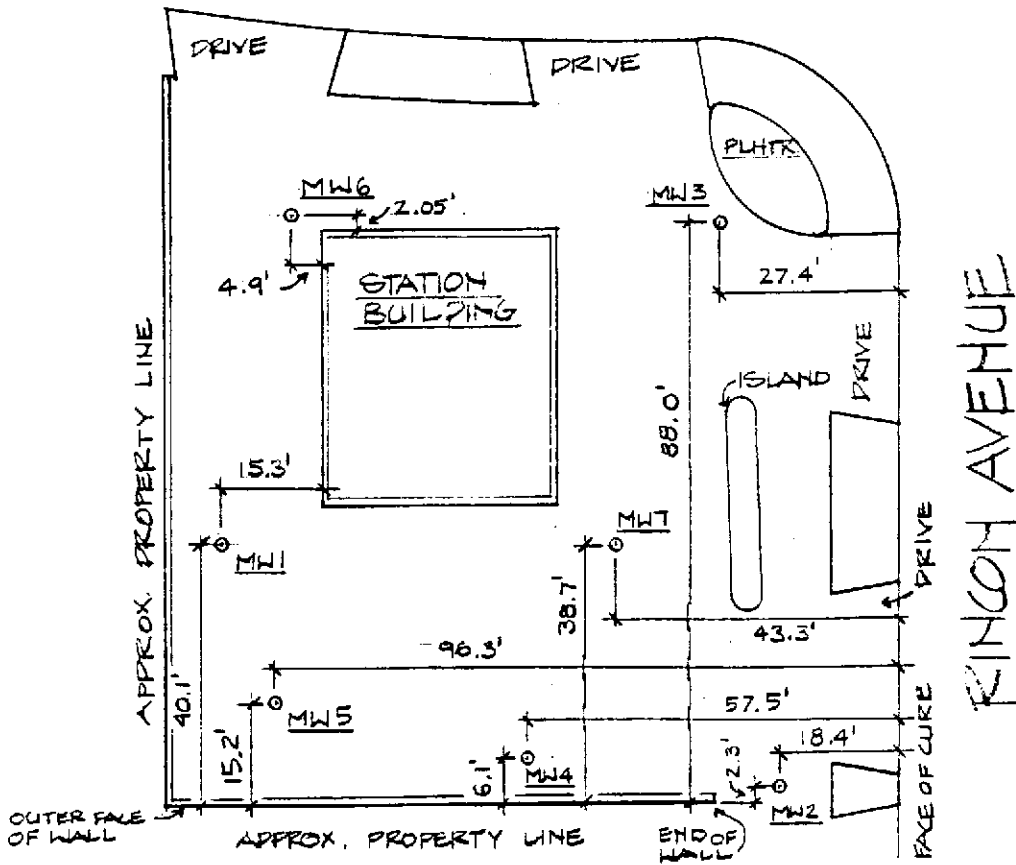 DRIVE
DRIVE
PLHTR
MW6
2.05'
MW3
4.9'
STATION
BUILDING
27.4'
RINCON AVENUE
APPROX. PROPERTY LINE
DRIVE
ISLAND
88.0'
15.3'
MW1
MW7
DRIVE
38.7'
43.3'
96.3'
40.1'
MW5
57.5'
15.2'
18.4'
FACE OF CURB
6.1'
MW4
2.3'
MW2
OUTER FACE
OF WALL
APPROX. PROPERTY LINE
END OF
WALL